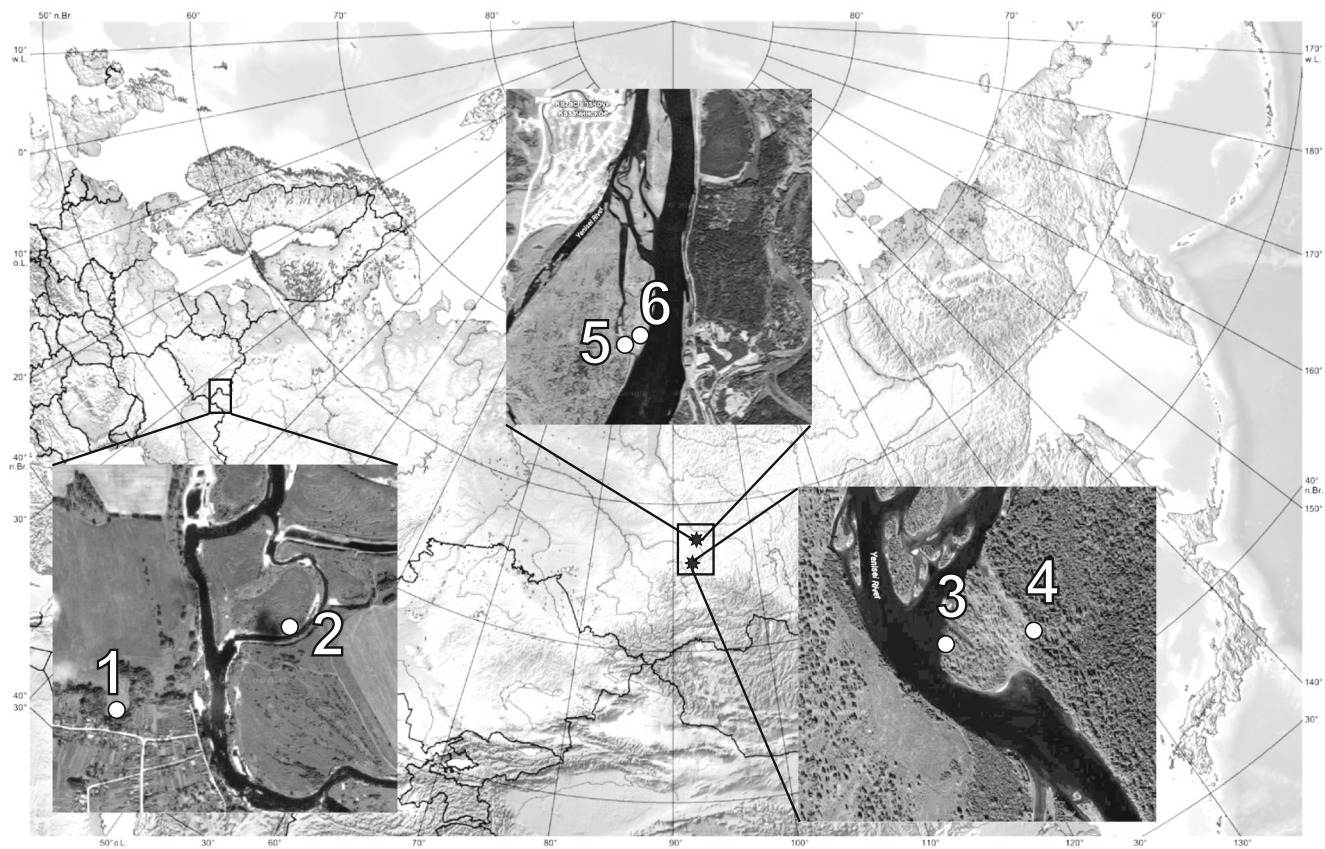 50° n.Br. 60° 70° 80° 80° 70° 60°
10°
w.L.
170°
w.L.
Kazachinskoye
Казачинское
0°
180°
Yenisei River
10°
ö.L.
170°
6
5
20°
160°
40°
n.Br.
40°
n.Br.
30°
150°
Yenisei River
3
4
2
1
40°
30°
140°
30°
50° ö.L. 30° 60° 70° 80° 90° 100° 110° 120° 30° 130°